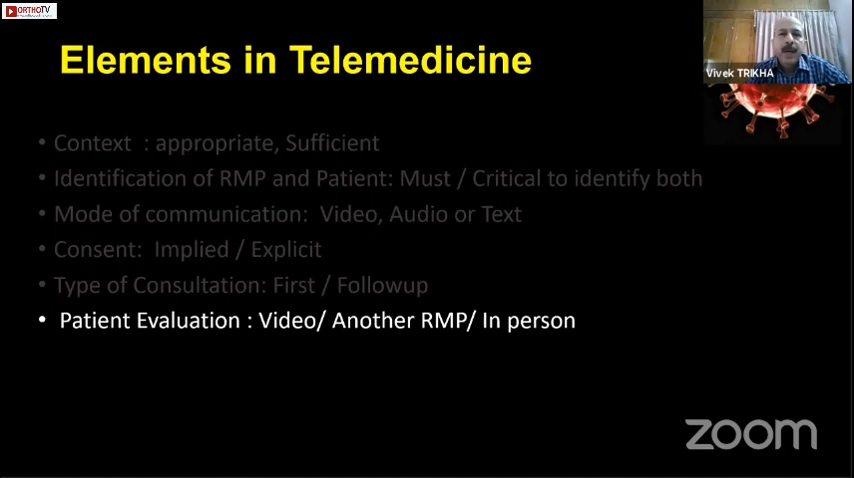 ORTHOTV
Elements in Telemedicine
Vivek TRIKHA
• Context : appropriate, Sufficient
• Identification of RMP and Patient: Must / Critical to identify both
• Mode of communication: Video, Audio or Text
• Consent: Implied / Explicit
• Type of Consultation: First / Followup
• Patient Evaluation : Video/ Another RMP/ In person
zoom